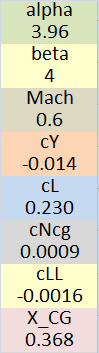 alpha
3.96
beta
4
Mach
0.6
cY
-0.014
cL
0.230
cNcg
0.0009
cLL
-0.0016
X_CG
0.368